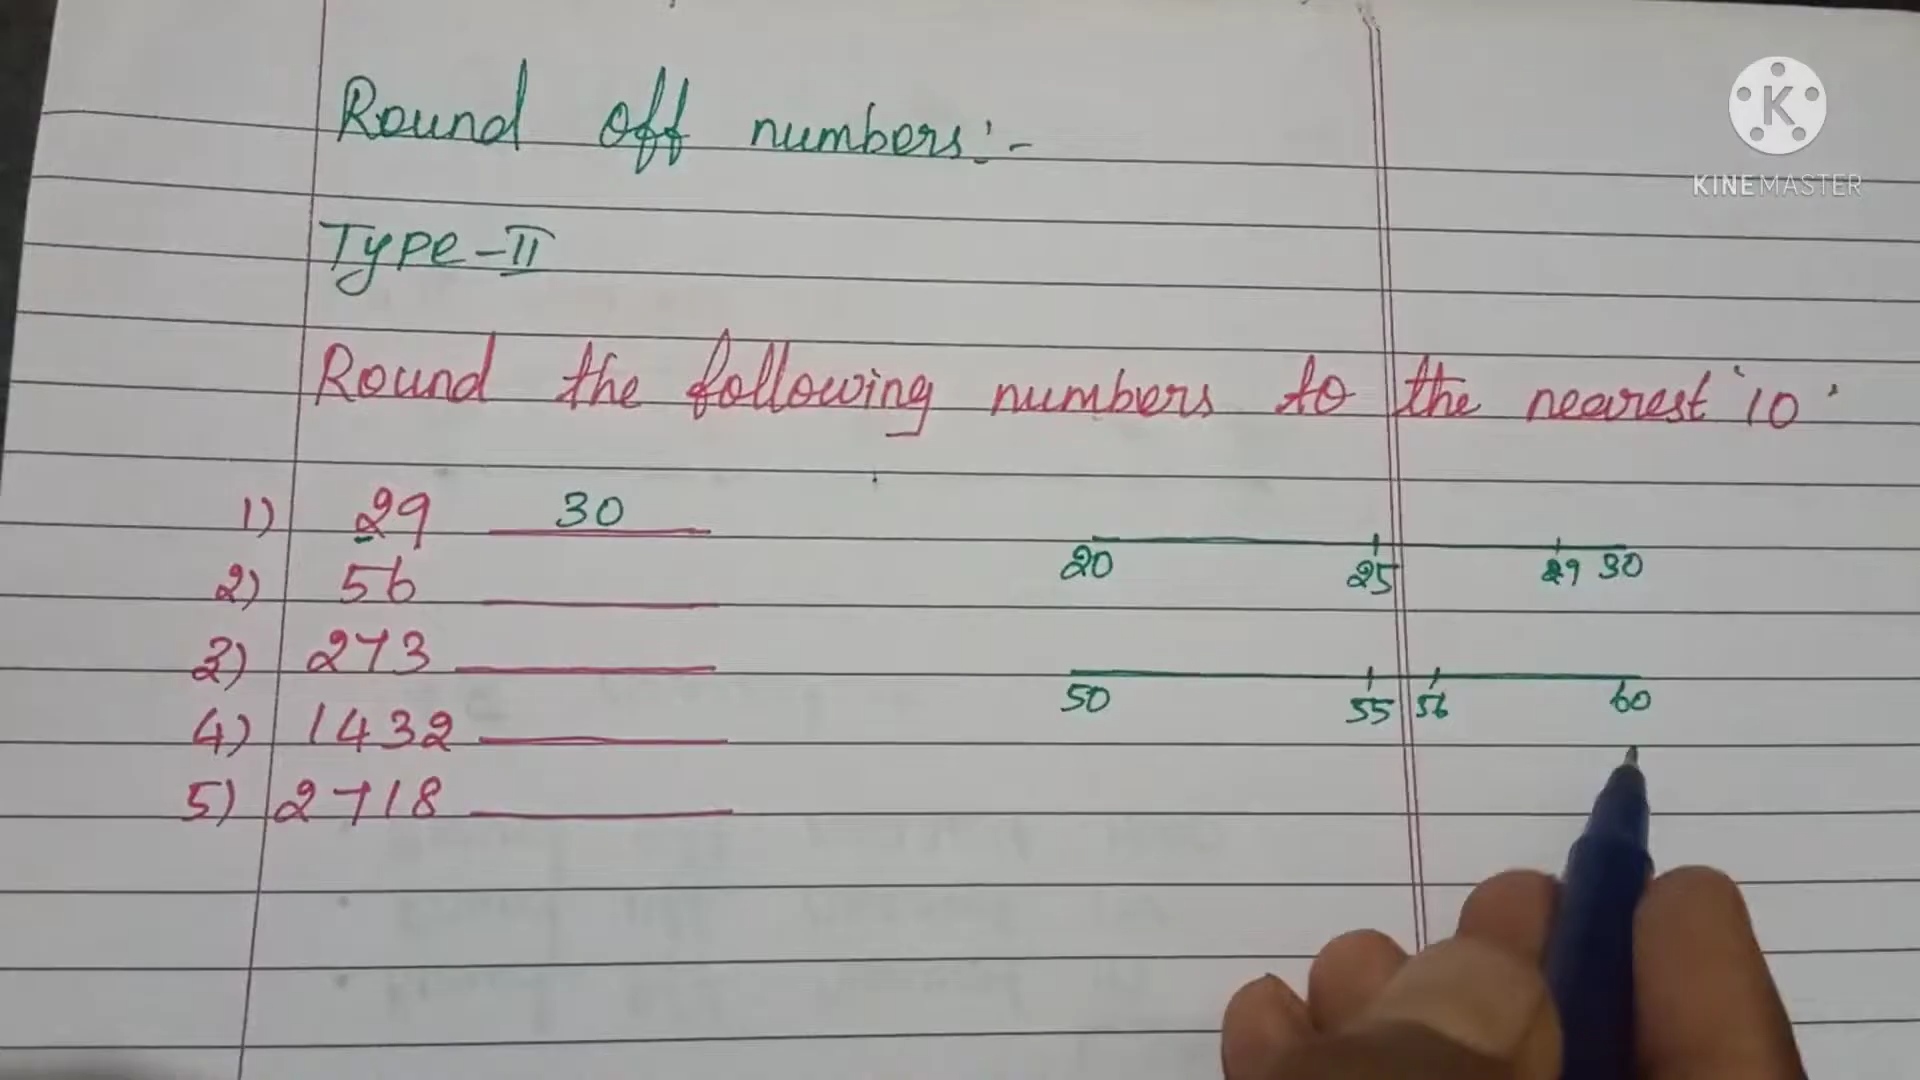 Round off numbers:-
KINEMASTER
Type-II
Round the following numbers to the nearest '10'
1) 29 30
20 25 29 30
2) 56
3) 273
50 55 56 60
4) 1432
5) 2718